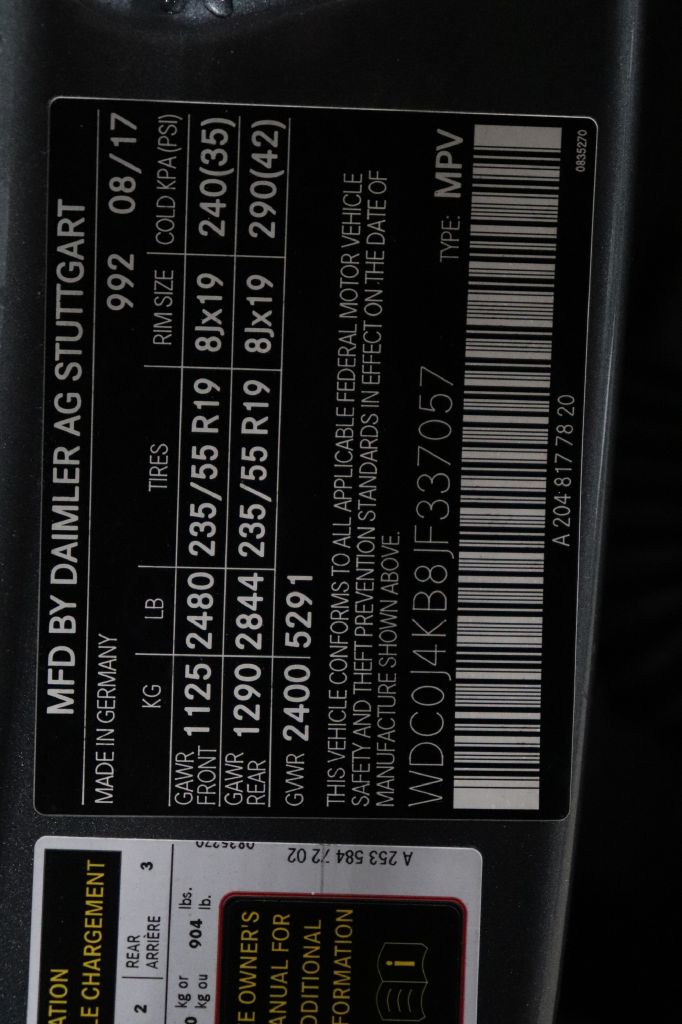 MFD BY DAIMLER AG STUTTGART
MADE IN GERMANY 992 08/17
KG LB TIRES RIM SIZE COLD KPA(PSI)
GAWR FRONT 1125 2480 235/55 R19 8Jx19 240(35)
GAWR REAR 1290 2844 235/55 R19 8Jx19 290(42)
GVWR 2400 5291
THIS VEHICLE CONFORMS TO ALL APPLICABLE FEDERAL MOTOR VEHICLE
SAFETY AND THEFT PREVENTION STANDARDS IN EFFECT ON THE DATE OF
MANUFACTURE SHOWN ABOVE.
WDC0J4KB8JF337057 TYPE: MPV
A 204 817 78 20
0835270
A 253 584 72 02
LE CHARGEMENT
2 REAR 3
ARRIÈRE
kg or lbs.
kg ou 904 lb.
OWNER'S
FOR